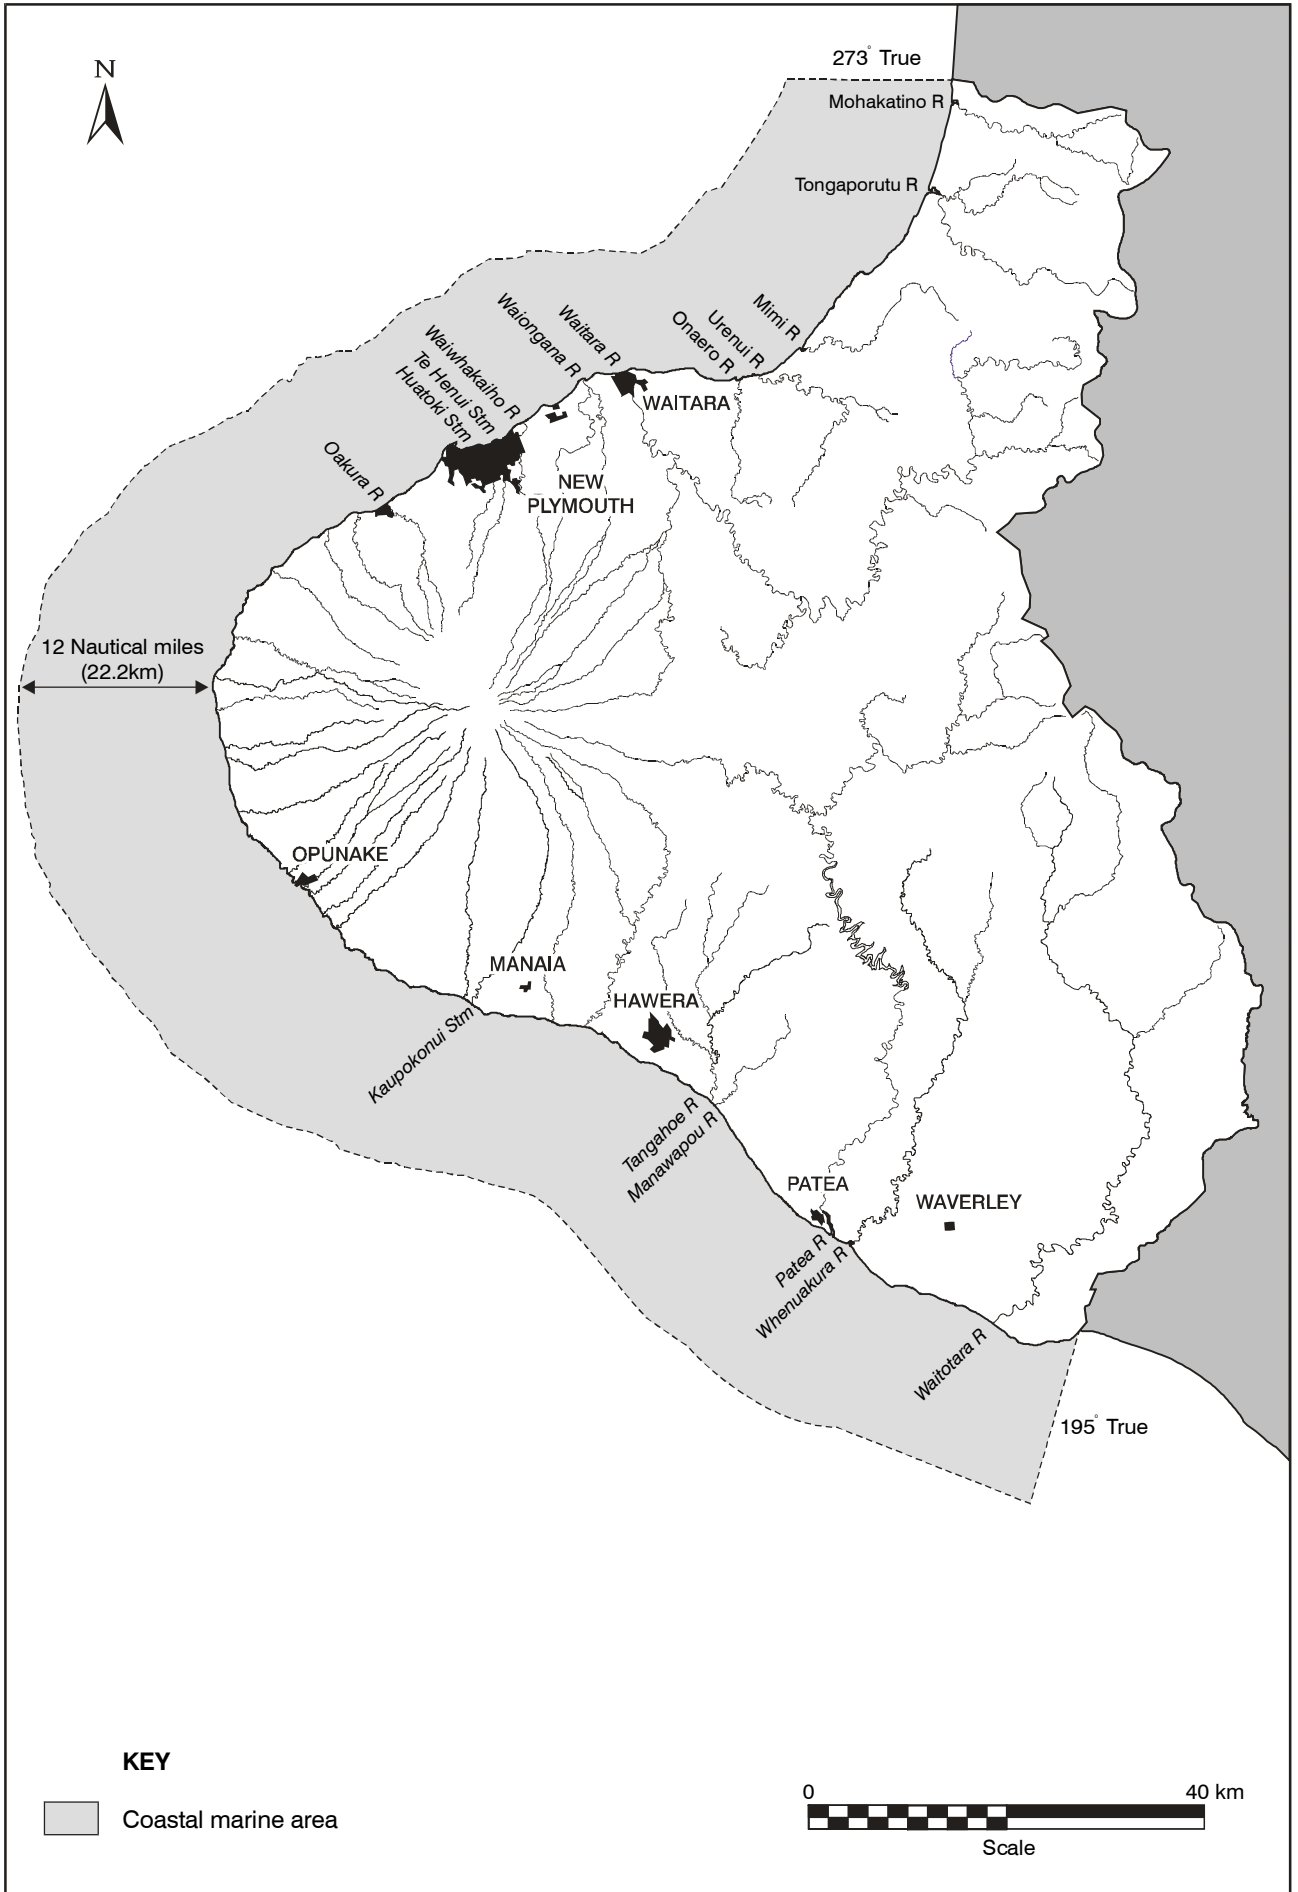 273° True
N
Mohakatino R
Tongaporutu R
Mimi R
Urenui R
Onaero R
Waitara R
Waiongana R
Waiwhakaiho R
Te Henui Stm
Huatoki Stm
Oakura R
WAITARA
NEW
PLYMOUTH
12 Nautical miles
(22.2km)
OPUNAKE
MANAIA
HAWERA
Kaupokonui Stm
Tangahoe R
Manawapou R
PATEA
WAVERLEY
Patea R
Whenuakura R
Waitotara R
195° True
KEY
Coastal marine area
0 40 km
Scale